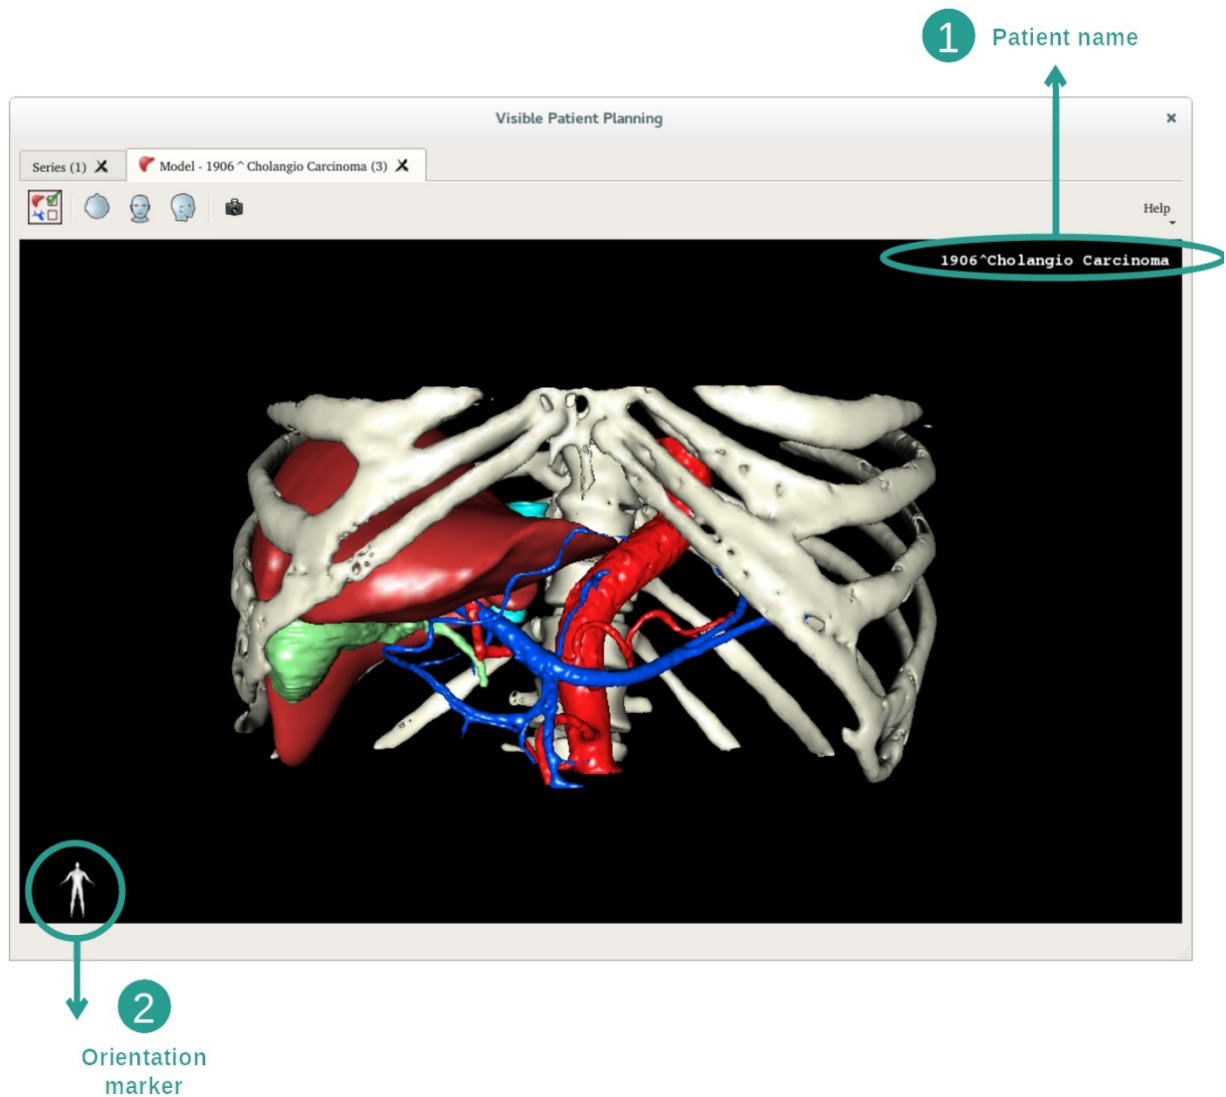 1 Patient name
Visible Patient Planning
Series (1) Model - 1906 ^ Cholangio Carcinoma (3)
Help
1906^Cholangio Carcinoma
2
Orientation
marker